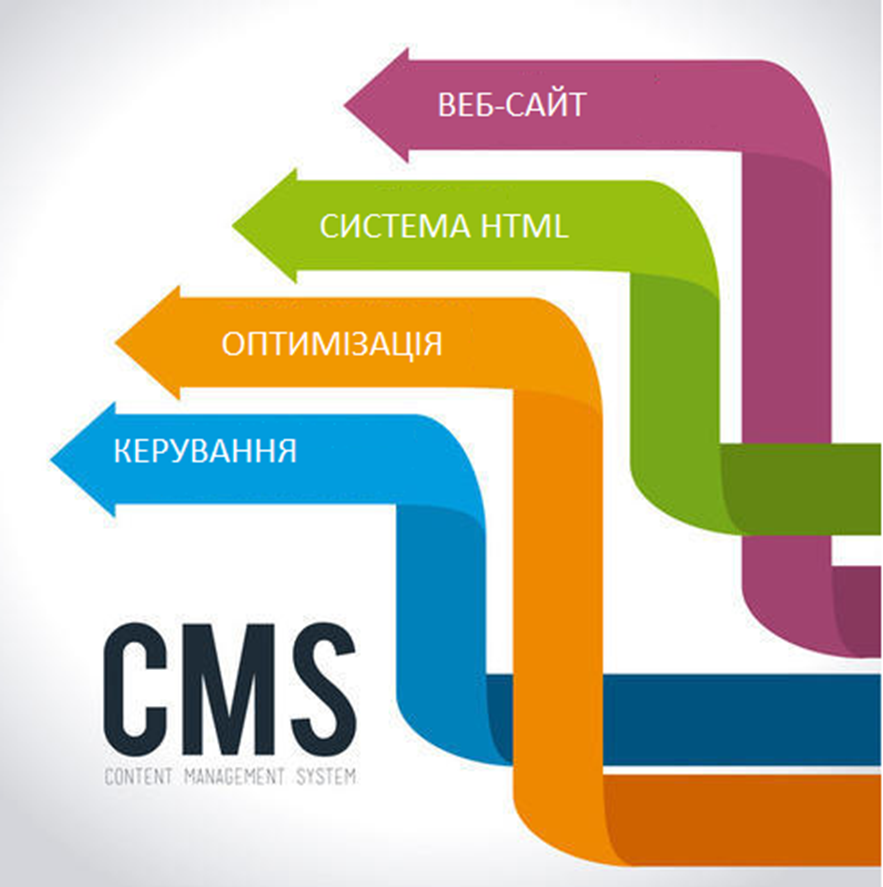 ВЕБ-САЙТ
СИСТЕМА HTML
ОПТИМІЗАЦІЯ
КЕРУВАННЯ
CMS
CONTENT MANAGEMENT SYSTEM